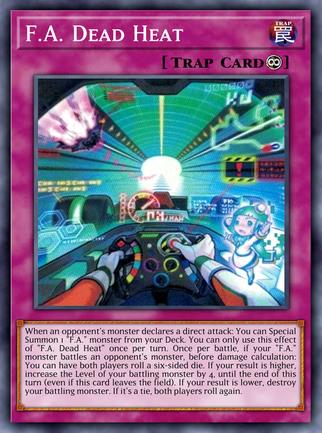 F.A. Dead Heat
TRAP
罠
[Trap Card]
When an opponent's monster declares a direct attack: You can Special
Summon 1 "F.A." monster from your Deck. You can only use this effect
of "F.A. Dead Heat" once per turn. Once per battle, if your "F.A."
monster battles an opponent's monster, before damage calculation:
You can have both players roll a six-sided die. If your result is higher,
increase the Level of your battling monster by 4, until the end of this
turn (even if this card leaves the field). If your result is lower, destroy
your battling monster. If it's a tie, both players roll again.